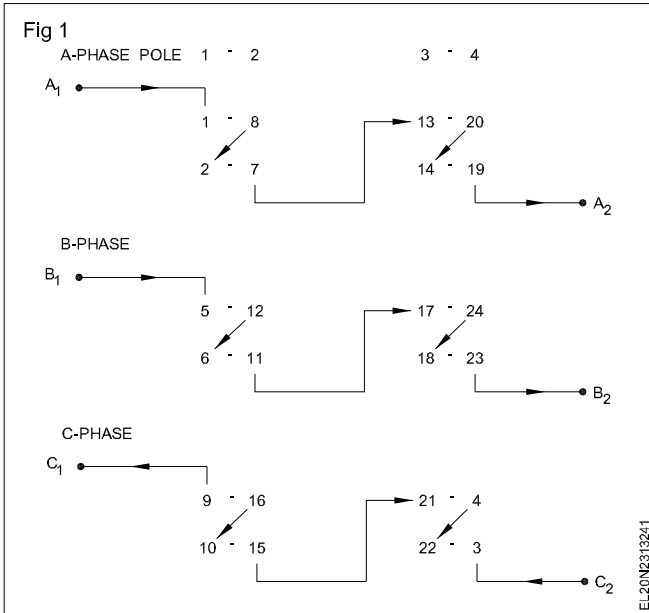 Fig 1
A-PHASE POLE 1 - 2 3 - 4
A1
1 - 8 13 - 20
2 - 7 14 - 19
A2
B-PHASE
B1
5 - 12 17 - 24
6 - 11 18 - 23
B2
C-PHASE
C1
9 - 16 21 - 4
10 - 15 22 - 3
C2
EL20N2313241